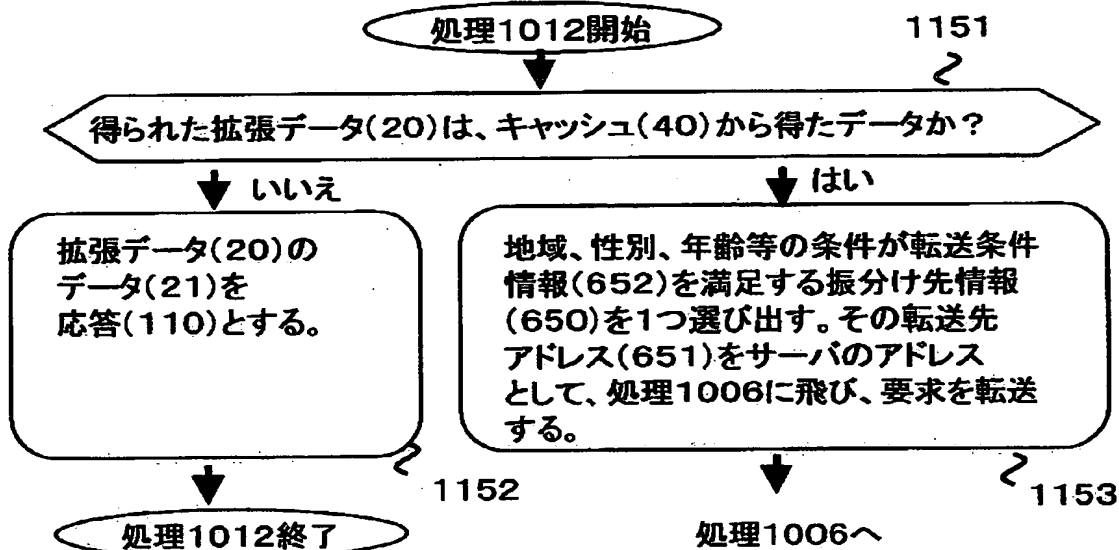 処理1012開始
1151
得られた拡張データ(20)は、キャッシュ(40)から得たデータか?
いいえ
はい
拡張データ(20)の
データ(21)を
応答(110)とする。
地域、性別、年齢等の条件が転送条件
情報(652)を満足する振分け先情報
(650)を1つ選び出す。その転送先
アドレス(651)をサーバのアドレス
として、処理1006に飛び、要求を転送
する。
1152
1153
処理1012終了
処理1006へ